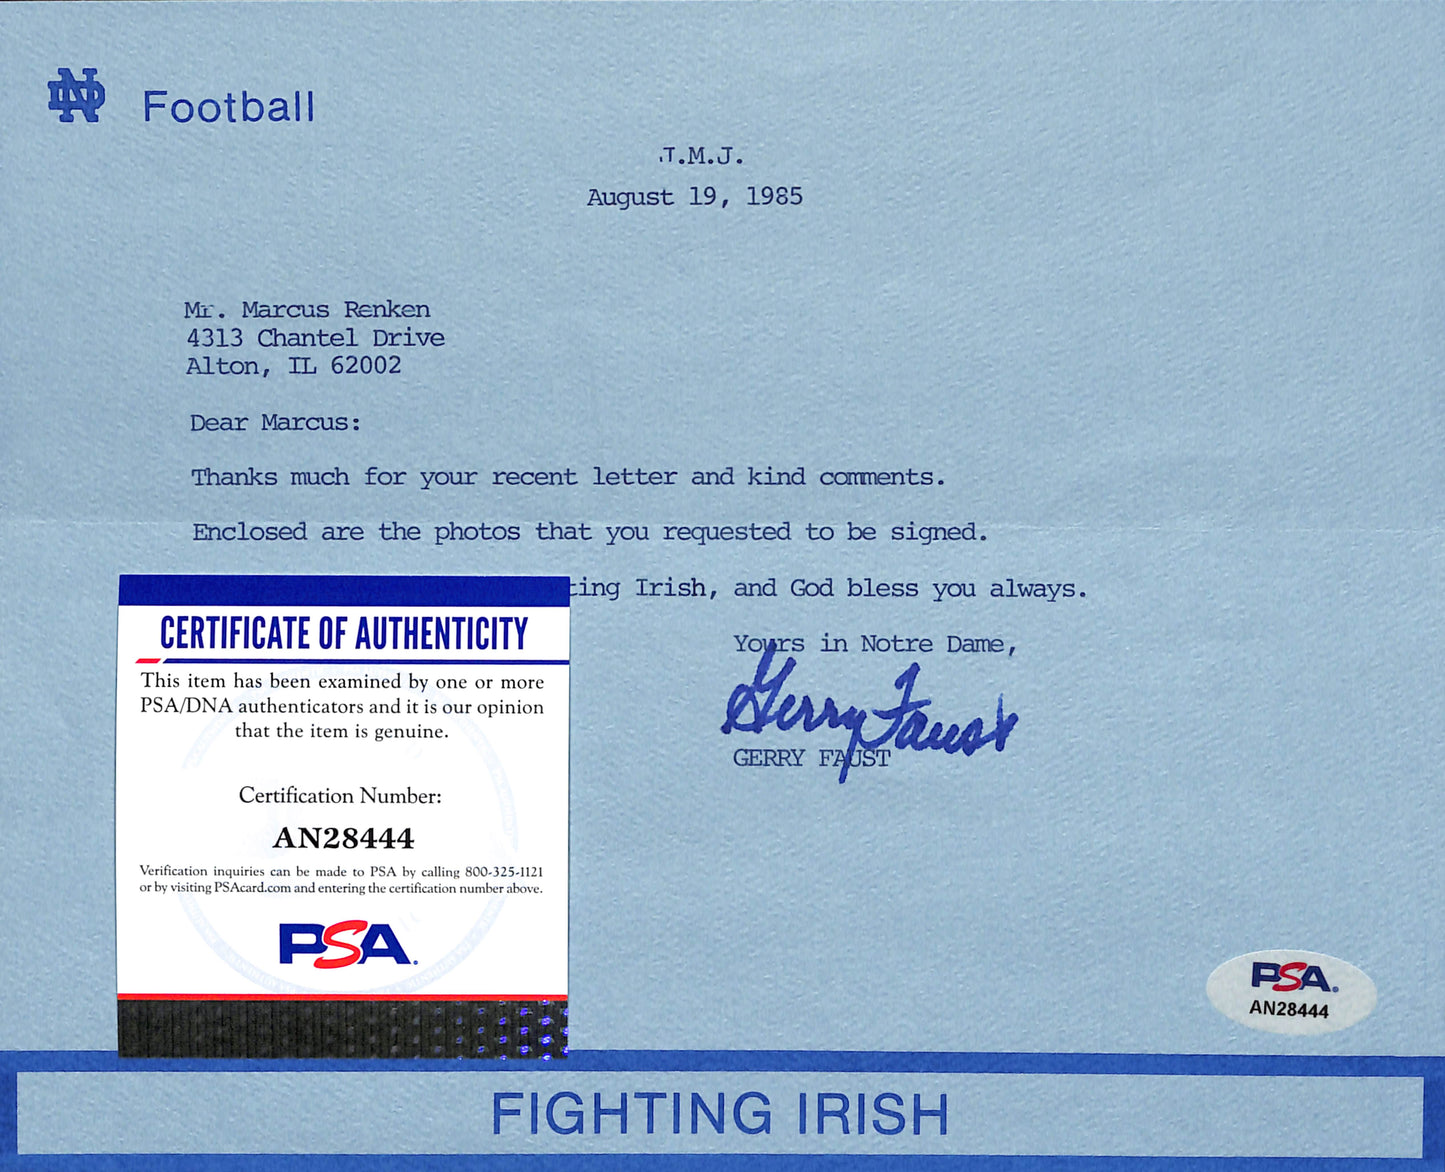 ND Football
J.M.J.
August 19, 1985
Mr. Marcus Renken
4313 Chantel Drive
Alton, IL 62002
Dear Marcus:
Thanks much for your recent letter and kind comments.
Enclosed are the photos that you requested to be signed.
ting Irish, and God bless you always.
Yours in Notre Dame,
Gerry Faust
GERRY FAUST
CERTIFICATE OF AUTHENTICITY
This item has been examined by one or more
PSA/DNA authenticators and it is our opinion
that the item is genuine.
Certification Number:
AN28444
Verification inquiries can be made to PSA by calling 800-325-1121
or by visiting PSAcard.com and entering the certification number above.
PSA.
PSA.
AN28444
FIGHTING IRISH